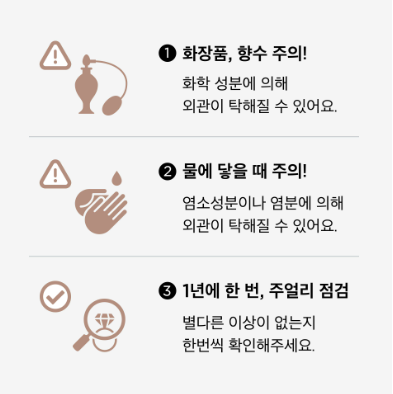 ❶ 화장품, 향수 주의!
화학 성분에 의해
외관이 탁해질 수 있어요.
❷ 물에 닿을 때 주의!
염소성분이나 염분에 의해
외관이 탁해질 수 있어요.
❸ 1년에 한 번, 주얼리 점검
별다른 이상이 없는지
한번씩 확인해주세요.